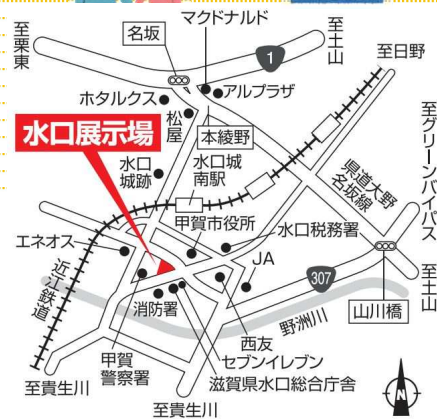 マクドナルド
至栗東
名坂
1
至土山
至日野
ホタルクス
アルプラザ
松屋
本綾野
水口展示場
水口
城跡
水口城
南駅
県道大野
名坂線
至グリーンバイパス
甲賀市役所
水口税務署
エネオス
JA
307
近江鉄道
消防署
西友
野洲川
山川橋
至土山
甲賀
警察署
セブンイレブン
滋賀県水口総合庁舎
至貴生川
至貴生川
N